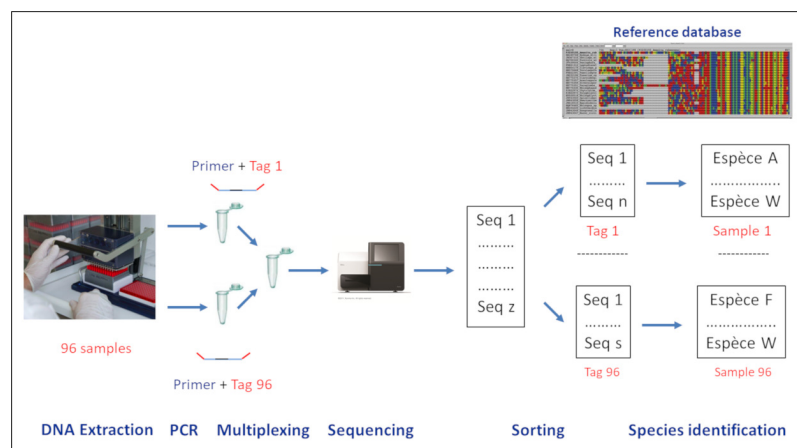 Reference database
Primer + Tag 1
Seq 1
.........
Seq n
Espèce A
.................
Espèce W
Seq 1
.........
.........
.........
Seq z
Tag 1
Sample 1
------------
------------
Seq 1
.........
Seq s
Espèce F
.................
Espèce W
96 samples
Tag 96
Sample 96
Primer + Tag 96
DNA Extraction PCR Multiplexing Sequencing Sorting Species identification